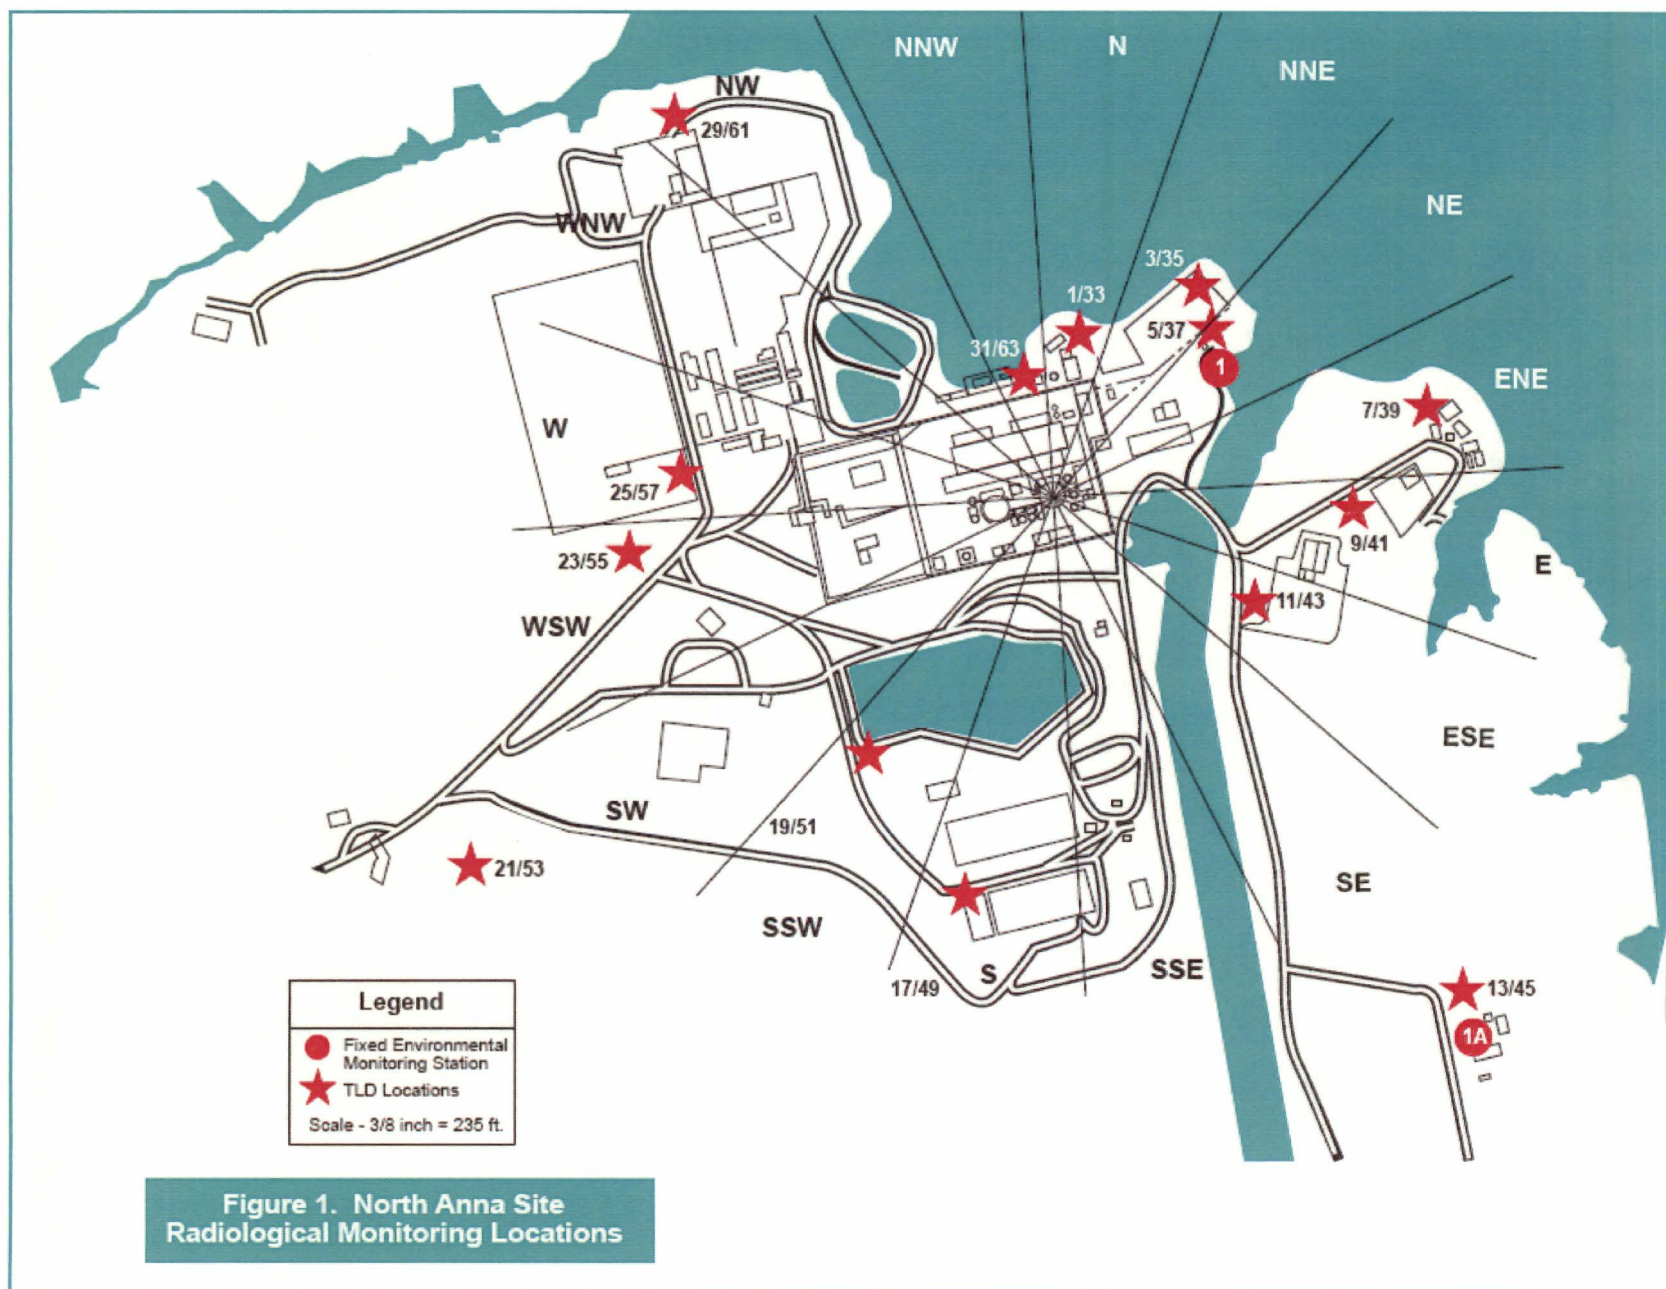 NNW
N
NNE
NW
29/61
NE
WNW
3/35
1/33
5/37
31/63
1
ENE
7/39
W
25/57
9/41
23/55
E
11/43
WSW
ESE
19/51
SW
21/53
SE
SSW
S
SSE
17/49
13/45
1A
Legend
Fixed Environmental
Monitoring Station
TLD Locations
Scale - 3/8 inch = 235 ft.
Figure 1. North Anna Site
Radiological Monitoring Locations